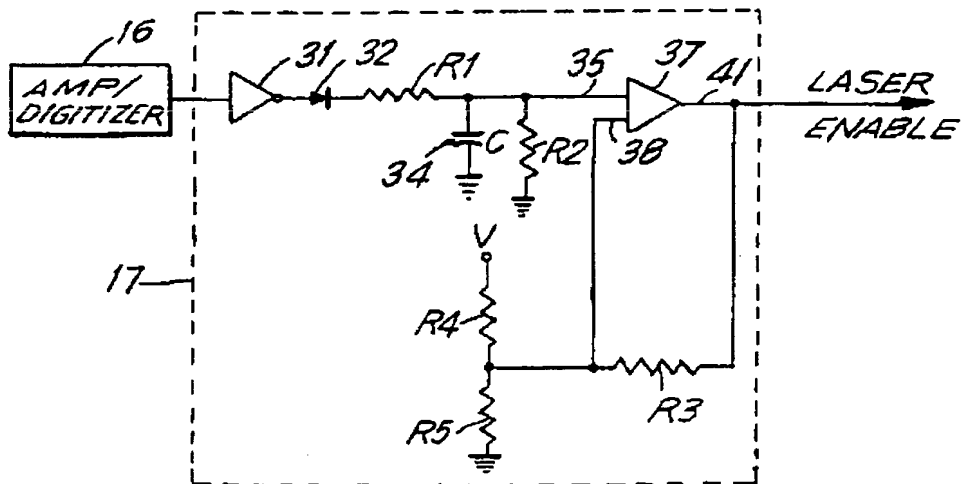 16
AMP/
DIGITIZER
31
32
R1
35
37
41
LASER
ENABLE
34
C
R2
38
17
V
R4
R3
R5